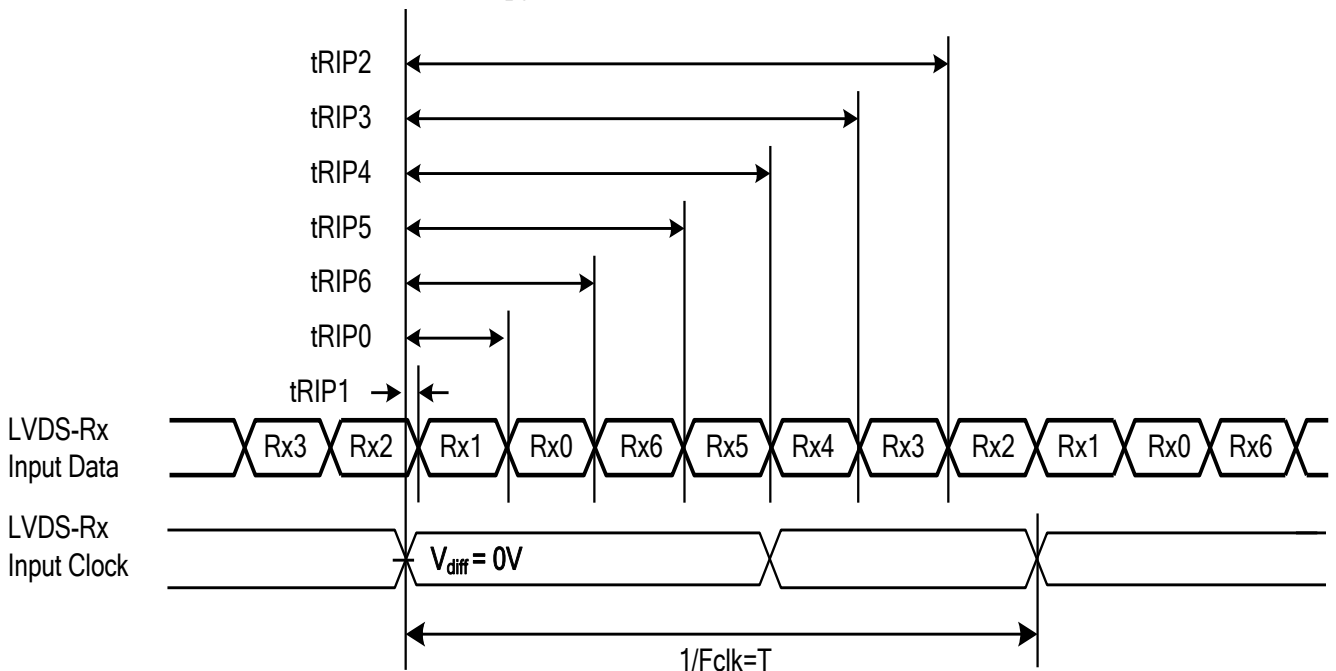 tRIP2
tRIP3
tRIP4
tRIP5
tRIP6
tRIP0
tRIP1
LVDS-Rx
Input Data
Rx3 Rx2 Rx1 Rx0 Rx6 Rx5 Rx4 Rx3 Rx2 Rx1 Rx0 Rx6
LVDS-Rx
Input Clock
Vdiff = 0V
1/Fclk=T